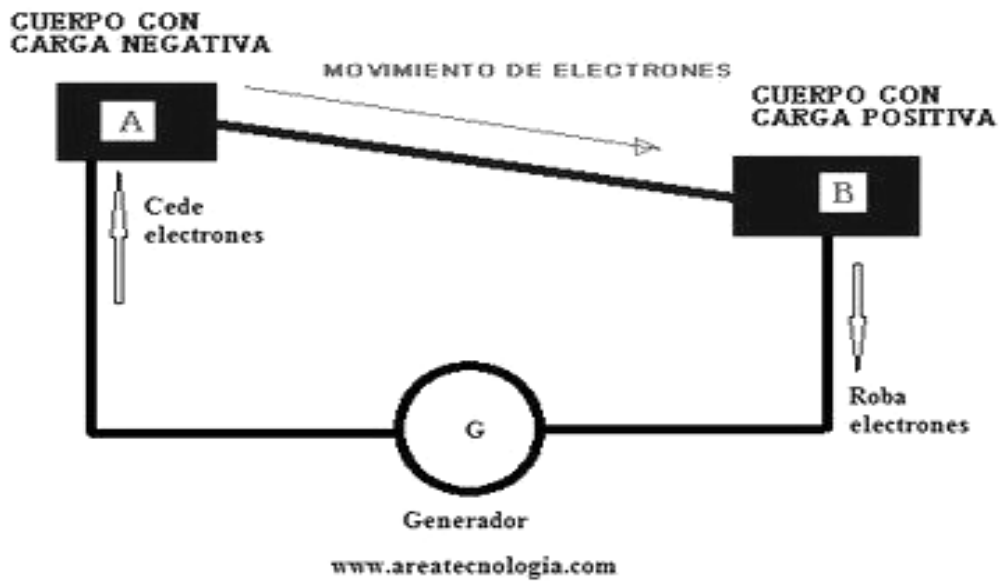 CUERPO CON
CARGA NEGATIVA
MOVIMIENTO DE ELECTRONES
CUERPO CON
CARGA POSITIVA
A
B
Cede
electrones
Roba
electrones
G
Generador
www.areatecnologia.com